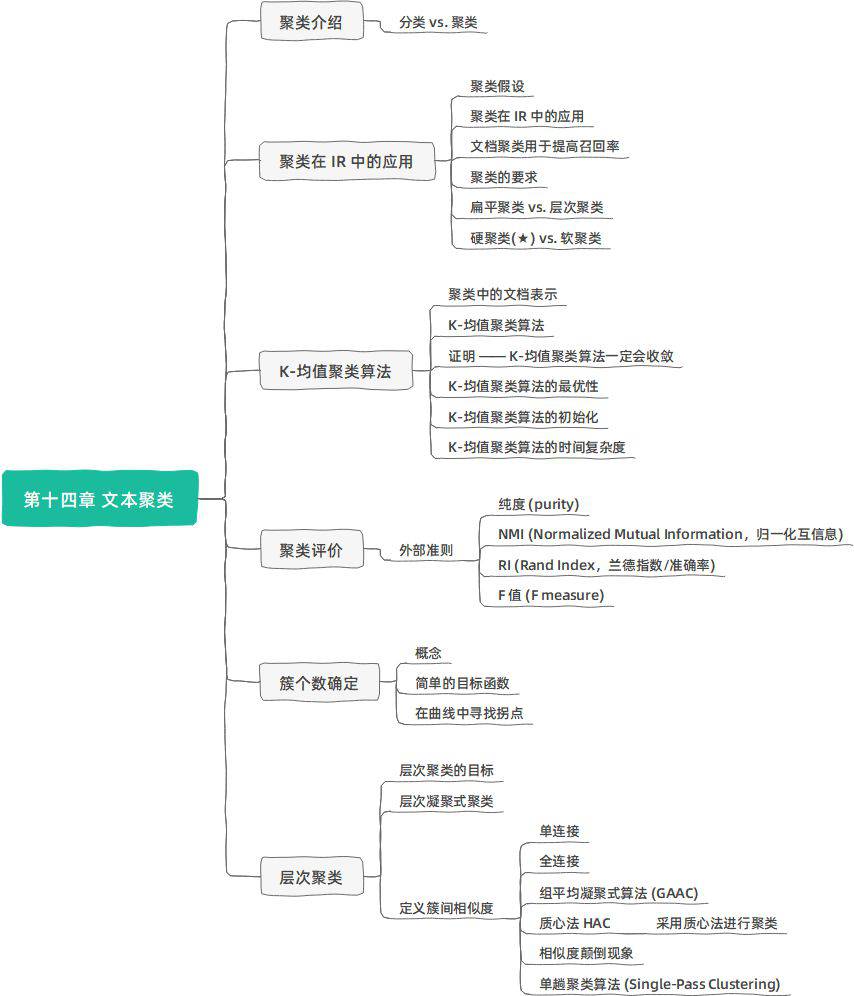 第十四章 文本聚类
聚类介绍
分类 vs. 聚类
聚类在 IR 中的应用
聚类假设
聚类在 IR 中的应用
文档聚类用于提高召回率
聚类的要求
扁平聚类 vs. 层次聚类
硬聚类(★) vs. 软聚类
K-均值聚类算法
聚类中的文档表示
K-均值聚类算法
证明 —— K-均值聚类算法一定会收敛
K-均值聚类算法的最优性
K-均值聚类算法的初始化
K-均值聚类算法的时间复杂度
聚类评价
外部准则
纯度 (purity)
NMI (Normalized Mutual Information，归一化互信息)
RI (Rand Index，兰德指数/准确率)
F 值 (F measure)
簇个数确定
概念
简单的目标函数
在曲线中寻找拐点
层次聚类
层次聚类的目标
层次凝聚式聚类
定义簇间相似度
单连接
全连接
组平均凝聚式算法 (GAAC)
质心法 HAC
采用质心法进行聚类
相似度颠倒现象
单趟聚类算法 (Single-Pass Clustering)